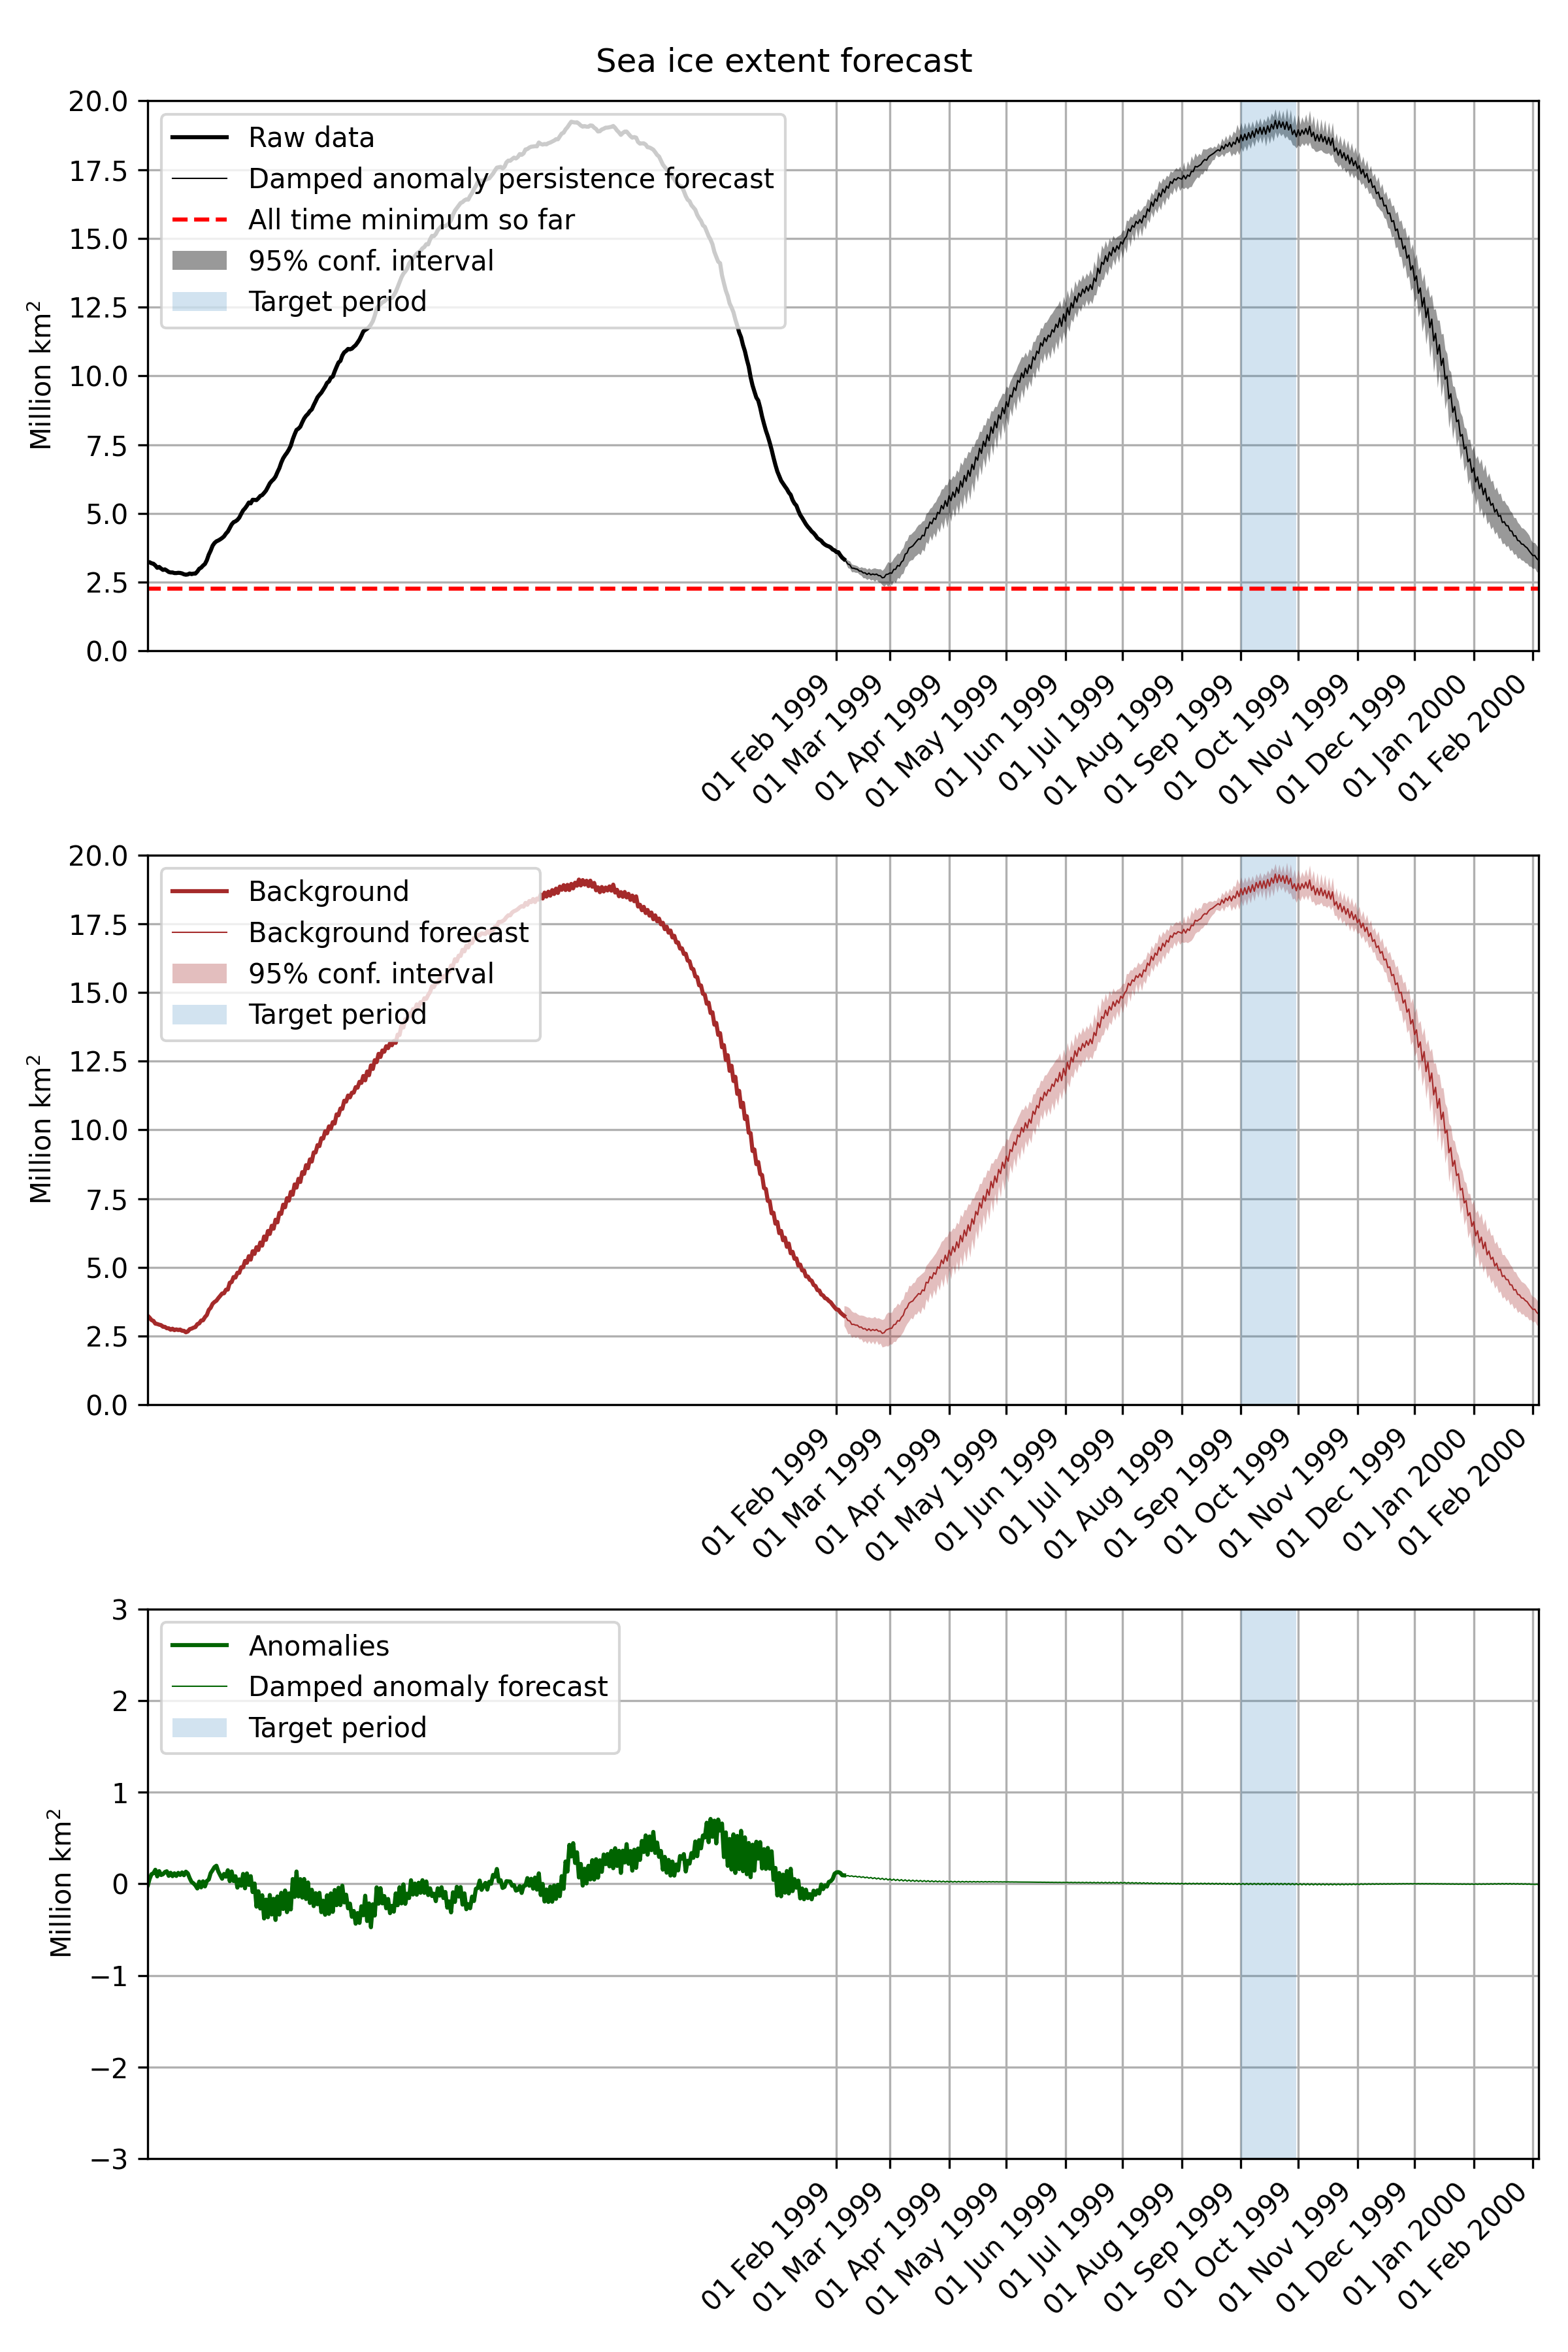 Sea ice extent forecast
20.0
17.5
15.0
12.5
10.0
7.5
5.0
2.5
0.0
Million km²
Raw data
Damped anomaly persistence forecast
All time minimum so far
95% conf. interval
Target period
01 Feb 1999
01 Mar 1999
01 Apr 1999
01 May 1999
01 Jun 1999
01 Jul 1999
01 Aug 1999
01 Sep 1999
01 Oct 1999
01 Nov 1999
01 Dec 1999
01 Jan 2000
01 Feb 2000
20.0
17.5
15.0
12.5
10.0
7.5
5.0
2.5
0.0
Million km²
Background
Background forecast
95% conf. interval
Target period
01 Feb 1999
01 Mar 1999
01 Apr 1999
01 May 1999
01 Jun 1999
01 Jul 1999
01 Aug 1999
01 Sep 1999
01 Oct 1999
01 Nov 1999
01 Dec 1999
01 Jan 2000
01 Feb 2000
3
2
1
0
−1
−2
−3
Million km²
Anomalies
Damped anomaly forecast
Target period
01 Feb 1999
01 Mar 1999
01 Apr 1999
01 May 1999
01 Jun 1999
01 Jul 1999
01 Aug 1999
01 Sep 1999
01 Oct 1999
01 Nov 1999
01 Dec 1999
01 Jan 2000
01 Feb 2000